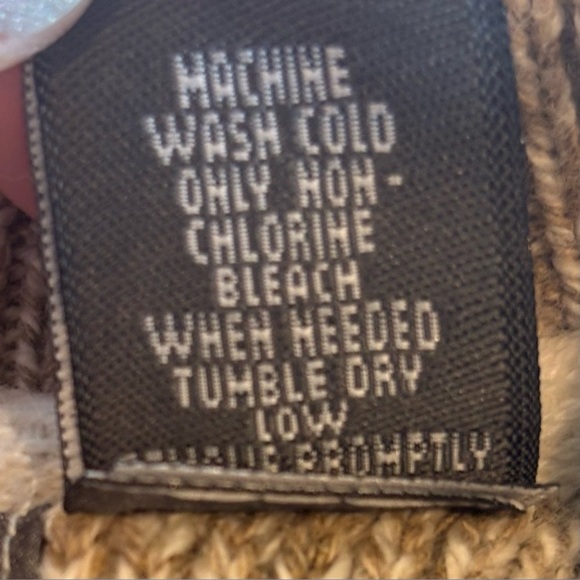 MACHINE
WASH COLD
ONLY NON-
CHLORINE
BLEACH
WHEN NEEDED
TUMBLE DRY
LOW
PROMPTLY